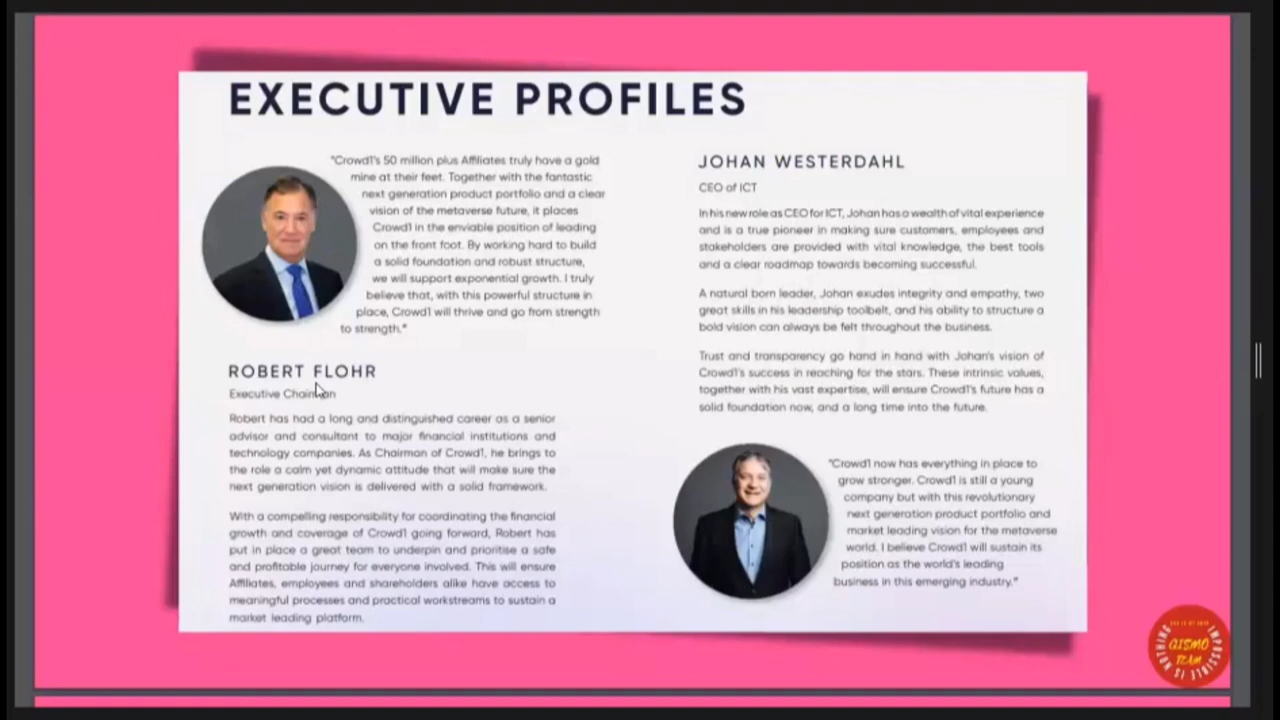 EXECUTIVE PROFILES
"Crowd1's 50 million plus Affiliates truly have a gold
mine at their feet. Together with the fantastic
next generation product portfolio and a clear
vision of the metaverse future, it places
Crowd1 in the enviable position of leading
on the front foot. By working hard to build
a solid foundation and robust structure,
we will support exponential growth. I truly
believe that, with this powerful structure in
place, Crowd1 will thrive and go from strength
to strength."
ROBERT FLOHR
Executive Chairman
Robert has had a long and distinguished career as a senior
advisor and consultant to major financial institutions and
technology companies. As Chairman of Crowd1, he brings to
the role a calm yet dynamic attitude that will make sure the
next generation vision is delivered with a solid framework.
With a compelling responsibility for coordinating the financial
growth and coverage of Crowd1 going forward, Robert has
put in place a great team to underpin and prioritise a safe
and profitable journey for everyone involved. This will ensure
Affiliates, employees and shareholders alike have access to
meaningful processes and practical workstreams to sustain a
market leading platform.
JOHAN WESTERDAHL
CEO of ICT
In his new role as CEO for ICT, Johan has a wealth of vital experience
and is a true pioneer in making sure customers, employees and
stakeholders are provided with vital knowledge, the best tools
and a clear roadmap towards becoming successful.
A natural born leader, Johan exudes integrity and empathy, two
great skills in his leadership toolbelt, and his ability to structure a
bold vision can always be felt throughout the business.
Trust and transparency go hand in hand with Johan's vision of
Crowd1's success in reaching for the stars. These intrinsic values,
together with his vast expertise, will ensure Crowd1's future has a
solid foundation now, and a long time into the future.
"Crowd1 now has everything in place to
grow stronger. Crowd1 is still a young
company but with this revolutionary
next generation product portfolio and
market leading vision for the metaverse
world. I believe Crowd1 will sustain its
position as the world's leading
business in this emerging industry."
GISMO
TEAM
IMPOSSIBLE IS NOTHING